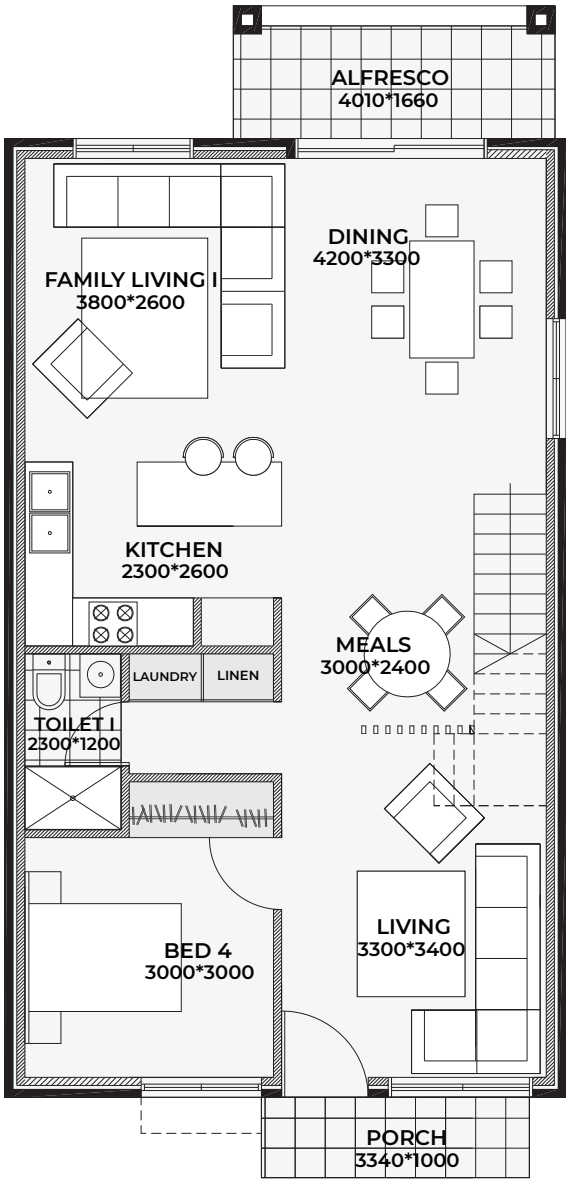 ALFRESCO
4010*1660
DINING
4200*3300
FAMILY LIVING I
3800*2600
KITCHEN
2300*2600
MEALS
3000*2400
LAUNDRY
LINEN
TOILET I
2300*1200
LIVING
3300*3400
BED 4
3000*3000
PORCH
3340*1000